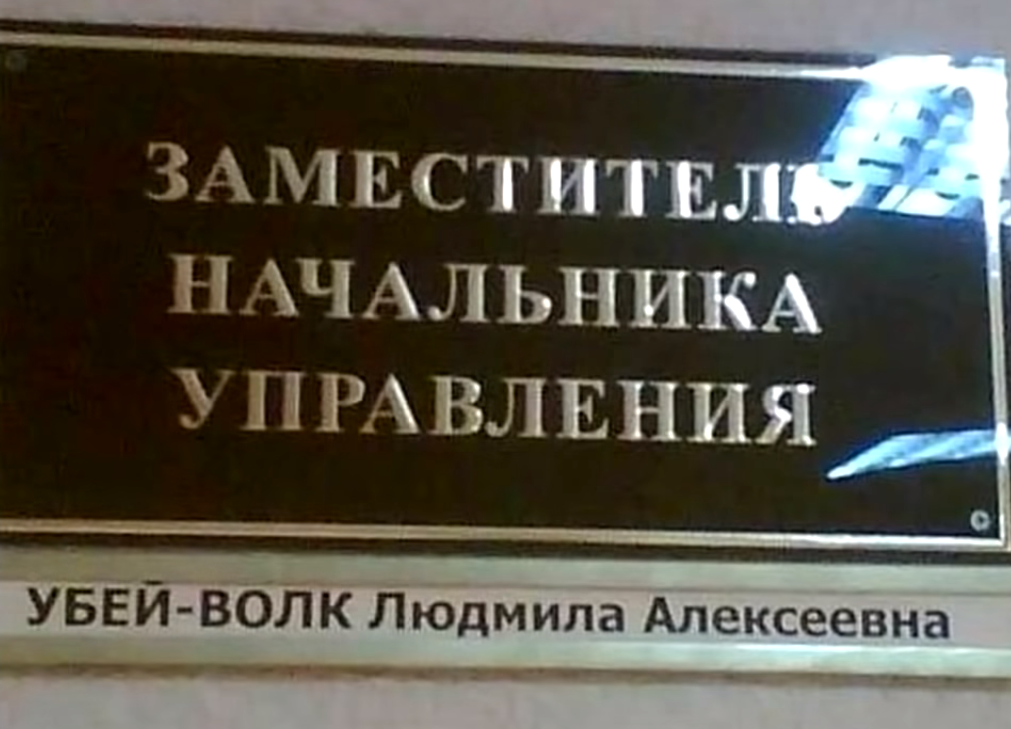 ЗАМЕСТИТЕЛЬ
НАЧАЛЬНИКА
УПРАВЛЕНИЯ
УБЕЙ-ВОЛК Людмила Алексеевна